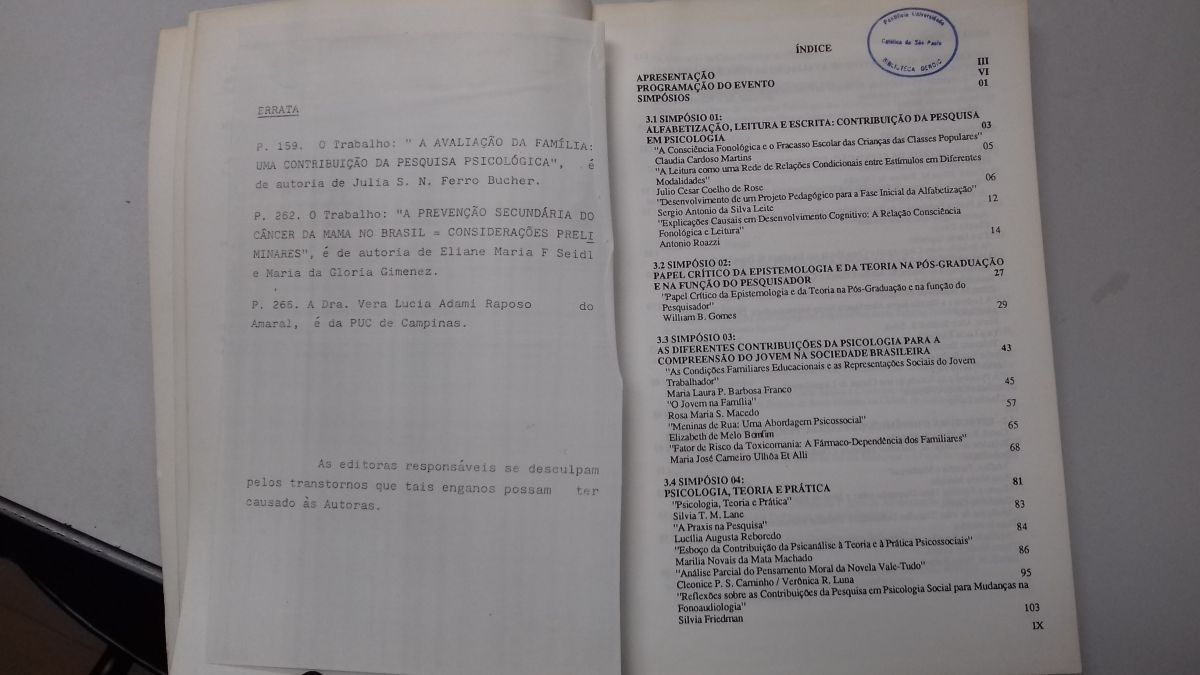 ERRATA
P. 159. O Trabalho: " A AVALIAÇÃO DA FAMÍLIA:
UMA CONTRIBUIÇÃO DA PESQUISA PSICOLÓGICA", é
de autoria de Julia S. N. Ferro Bucher.
P. 262. O Trabalho: "A PREVENÇÃO SECUNDÁRIA DO
CÂNCER DA MAMA NO BRASIL = CONSIDERAÇÕES PRELI
MINARES", é de autoria de Eliane Maria F Seidl
e Maria da Gloria Gimenez.
P. 266. A Dra. Vera Lucia Adami Raposo do
Amaral, é da PUC de Campinas.
As editoras responsáveis se desculpam
pelos transtornos que tais enganos possam ter
causado às Autoras.
Pontifícia Universidade
Católica de São Paulo
BIBLIOTECA DERDIC
ÍNDICE
APRESENTAÇÃO III
PROGRAMAÇÃO DO EVENTO VI
SIMPÓSIOS 01
3.1 SIMPÓSIO 01:
ALFABETIZAÇÃO, LEITURA E ESCRITA: CONTRIBUIÇÃO DA PESQUISA
EM PSICOLOGIA 03
"A Consciência Fonológica e o Fracasso Escolar das Crianças das Classes Populares"
Claudia Cardoso Martins 05
"A Leitura como uma Rede de Relações Condicionais entre Estímulos em Diferentes
Modalidades"
Julio Cesar Coelho de Rose 06
"Desenvolvimento de um Projeto Pedagógico para a Fase Inicial da Alfabetização"
Sergio Antonio da Silva Leite 12
"Explicações Causais em Desenvolvimento Cognitivo: A Relação Consciência
Fonológica e Leitura"
Antonio Roazzi 14
3.2 SIMPÓSIO 02:
PAPEL CRÍTICO DA EPISTEMOLOGIA E DA TEORIA NA PÓS-GRADUAÇÃO
E NA FUNÇÃO DO PESQUISADOR 27
"Papel Crítico da Epistemologia e da Teoria na Pós-Graduação e na função do
Pesquisador"
William B. Gomes 29
3.3 SIMPÓSIO 03:
AS DIFERENTES CONTRIBUIÇÕES DA PSICOLOGIA PARA A
COMPREENSÃO DO JOVEM NA SOCIEDADE BRASILEIRA 43
"As Condições Familiares Educacionais e as Representações Sociais do Jovem
Trabalhador"
Maria Laura P. Barbosa Franco 45
"O Jovem na Família"
Rosa Maria S. Macedo 57
"Meninas de Rua: Uma Abordagem Psicossocial"
Elizabeth de Melo Bomfim 65
"Fator de Risco da Toxicomania: A Fármaco-Dependência dos Familiares"
Maria José Carneiro Ulhôa Et Alli 68
3.4 SIMPÓSIO 04:
PSICOLOGIA, TEORIA E PRÁTICA 81
"Psicologia, Teoria e Prática"
Silvia T. M. Lane 83
"A Praxis na Pesquisa"
Lucília Augusta Reboredo 84
"Esboço da Contribuição da Psicanálise à Teoria e à Prática Psicossociais"
Marilia Novais da Mata Machado 86
"Análise Parcial do Pensamento Moral da Novela Vale-Tudo"
Cleonice P. S. Caminho / Verônica R. Luna 95
"Reflexões sobre as Contribuições da Pesquisa em Psicologia Social para Mudanças na
Fonoaudiologia"
Silvia Friedman 103
IX